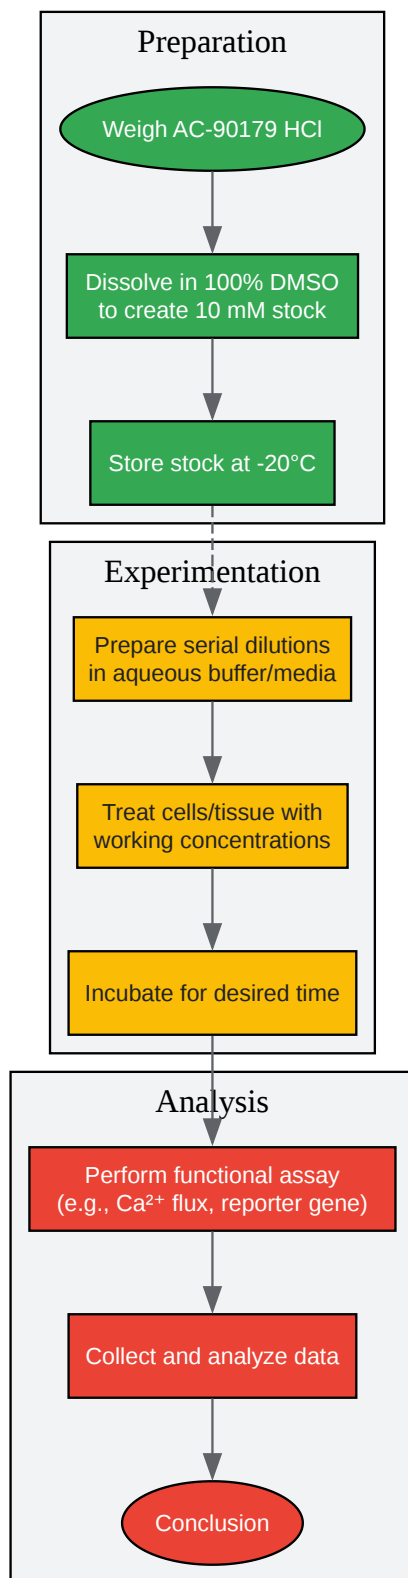 Preparation
Weigh AC-90179 HCl
Dissolve in 100% DMSO
to create 10 mM stock
Store stock at -20°C
Experimentation
Prepare serial dilutions
in aqueous buffer/media
Treat cells/tissue with
working concentrations
Incubate for desired time
Analysis
Perform functional assay
(e.g., Ca²⁺ flux, reporter gene)
Collect and analyze data
Conclusion